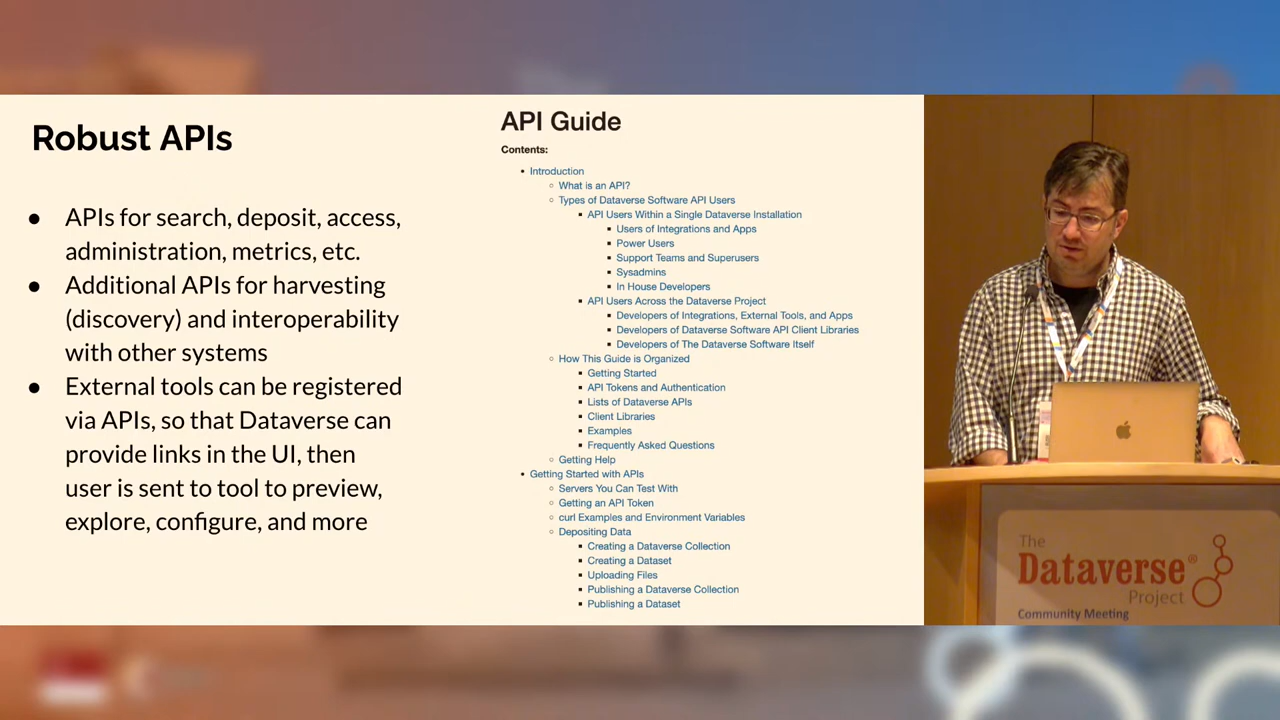 Robust APIs
● APIs for search, deposit, access,
administration, metrics, etc.
● Additional APIs for harvesting
(discovery) and interoperability
with other systems
● External tools can be registered
via APIs, so that Dataverse can
provide links in the UI, then
user is sent to tool to preview,
explore, configure, and more
API Guide
Contents:
• Introduction
◦ What is an API?
◦ Types of Dataverse Software API Users
▪ API Users Within a Single Dataverse Installation
▪ Users of Integrations and Apps
▪ Power Users
▪ Support Teams and Superusers
▪ Sysadmins
▪ In House Developers
▪ API Users Across the Dataverse Project
▪ Developers of Integrations, External Tools, and Apps
▪ Developers of Dataverse Software API Client Libraries
▪ Developers of The Dataverse Software Itself
◦ How This Guide is Organized
▪ Getting Started
▪ API Tokens and Authentication
▪ Lists of Dataverse APIs
▪ Client Libraries
▪ Examples
▪ Frequently Asked Questions
◦ Getting Help
• Getting Started with APIs
◦ Servers You Can Test With
◦ Getting an API Token
◦ curl Examples and Environment Variables
◦ Depositing Data
▪ Creating a Dataverse Collection
▪ Creating a Dataset
▪ Uploading Files
▪ Publishing a Dataverse Collection
▪ Publishing a Dataset
The
Dataverse®
Project
Community Meeting